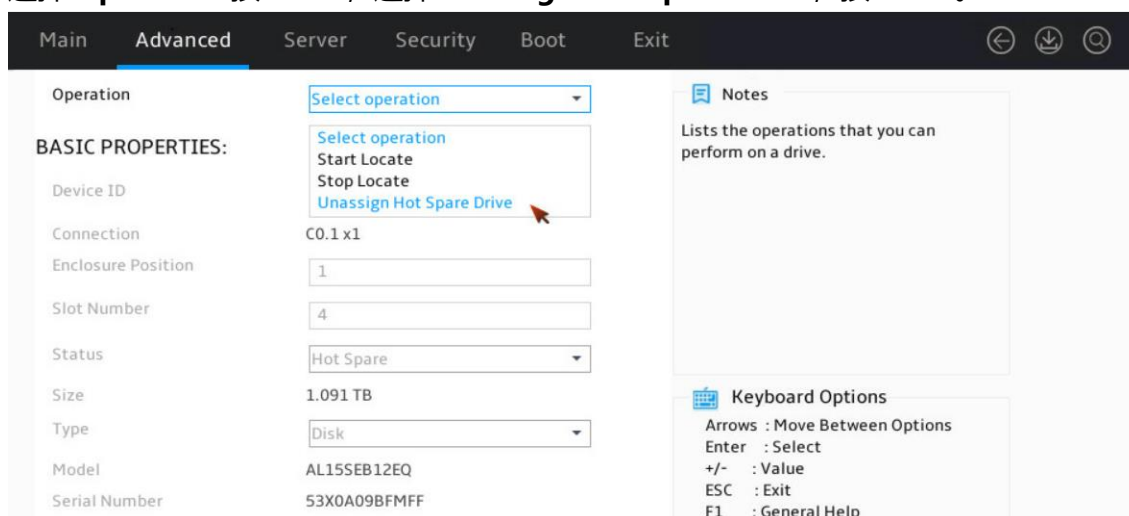 Main Advanced Server Security Boot Exit
Operation
Select operation
Select operation
Start Locate
Stop Locate
Unassign Hot Spare Drive
BASIC PROPERTIES:
Device ID
Connection C0.1 x1
Enclosure Position 1
Slot Number 4
Status Hot Spare
Size 1.091 TB
Type Disk
Model AL15SEB12EQ
Serial Number 53X0A09BFMFF
Notes
Lists the operations that you can
perform on a drive.
Keyboard Options
Arrows : Move Between Options
Enter : Select
+/- : Value
ESC : Exit
F1 : General Help